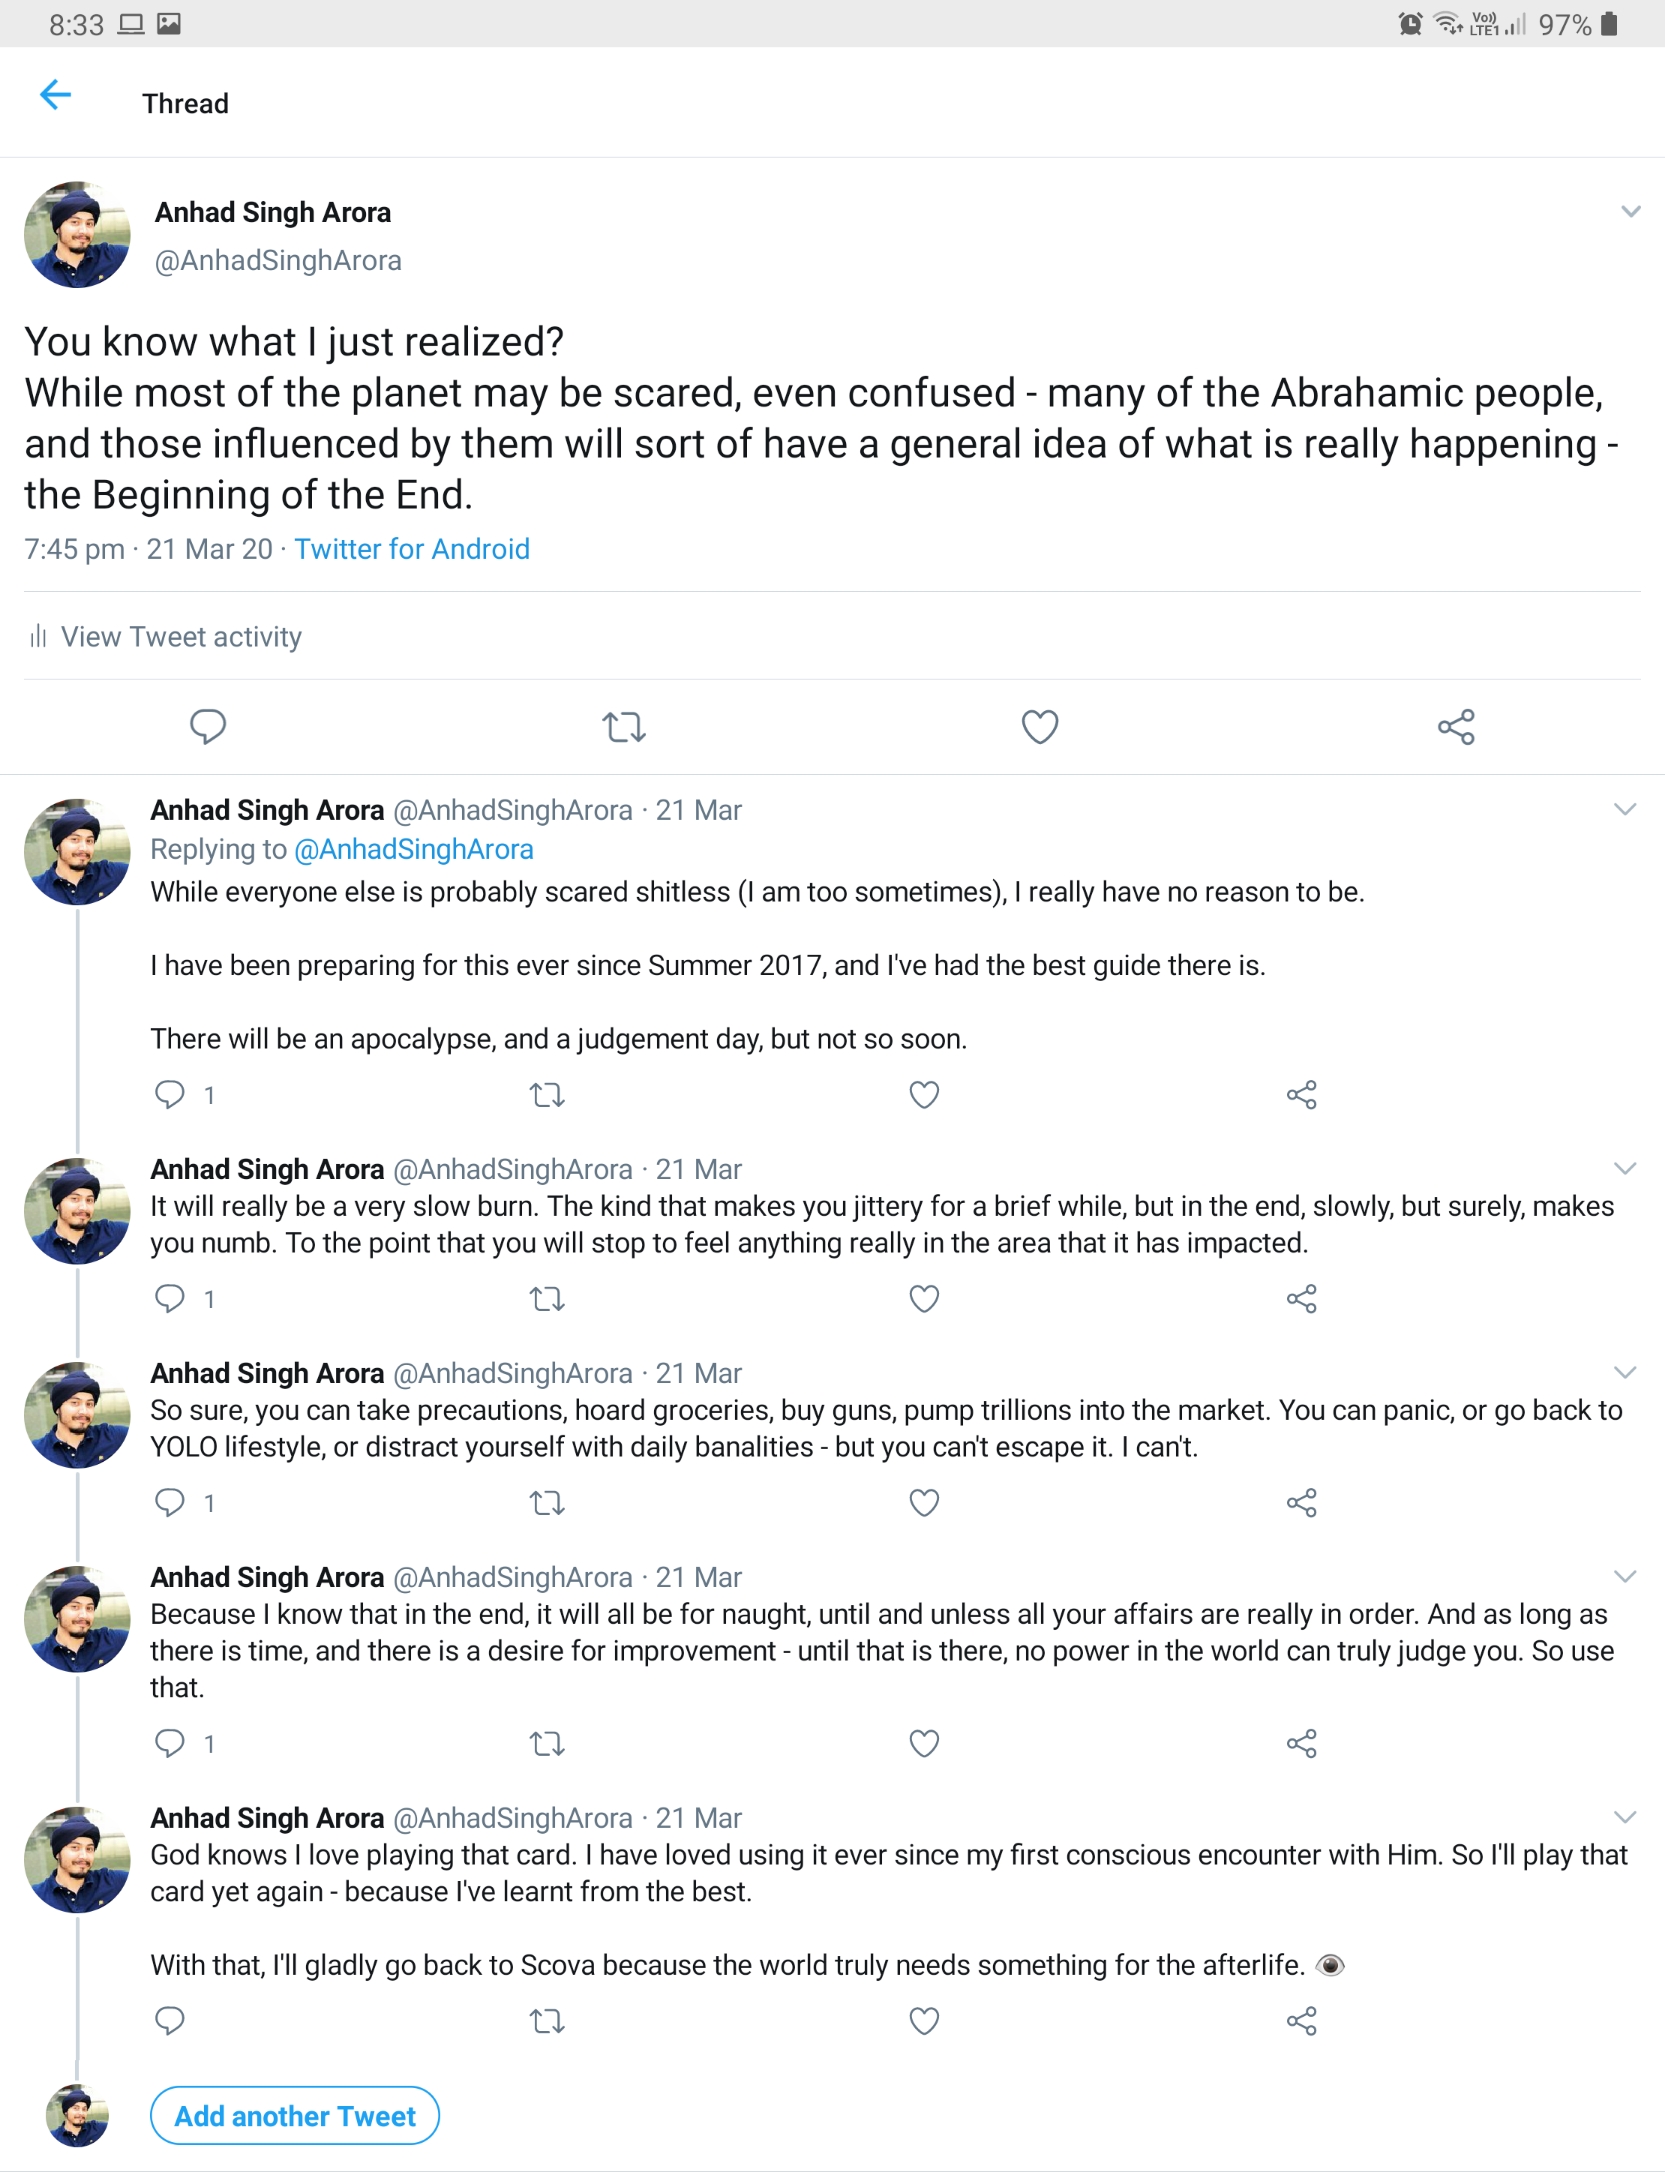 8:33
Vo))
LTE1
97%
Thread
Anhad Singh Arora
@AnhadSinghArora
You know what I just realized?
While most of the planet may be scared, even confused - many of the Abrahamic people,
and those influenced by them will sort of have a general idea of what is really happening -
the Beginning of the End.
7:45 pm · 21 Mar 20 · Twitter for Android
View Tweet activity
Anhad Singh Arora @AnhadSinghArora · 21 Mar
Replying to @AnhadSinghArora
While everyone else is probably scared shitless (I am too sometimes), I really have no reason to be.
I have been preparing for this ever since Summer 2017, and I've had the best guide there is.
There will be an apocalypse, and a judgement day, but not so soon.
1
Anhad Singh Arora @AnhadSinghArora · 21 Mar
It will really be a very slow burn. The kind that makes you jittery for a brief while, but in the end, slowly, but surely, makes
you numb. To the point that you will stop to feel anything really in the area that it has impacted.
1
Anhad Singh Arora @AnhadSinghArora · 21 Mar
So sure, you can take precautions, hoard groceries, buy guns, pump trillions into the market. You can panic, or go back to
YOLO lifestyle, or distract yourself with daily banalities - but you can't escape it. I can't.
1
Anhad Singh Arora @AnhadSinghArora · 21 Mar
Because I know that in the end, it will all be for naught, until and unless all your affairs are really in order. And as long as
there is time, and there is a desire for improvement - until that is there, no power in the world can truly judge you. So use
that.
1
Anhad Singh Arora @AnhadSinghArora · 21 Mar
God knows I love playing that card. I have loved using it ever since my first conscious encounter with Him. So I'll play that
card yet again - because I've learnt from the best.
With that, I'll gladly go back to Scova because the world truly needs something for the afterlife. 👁
Add another Tweet